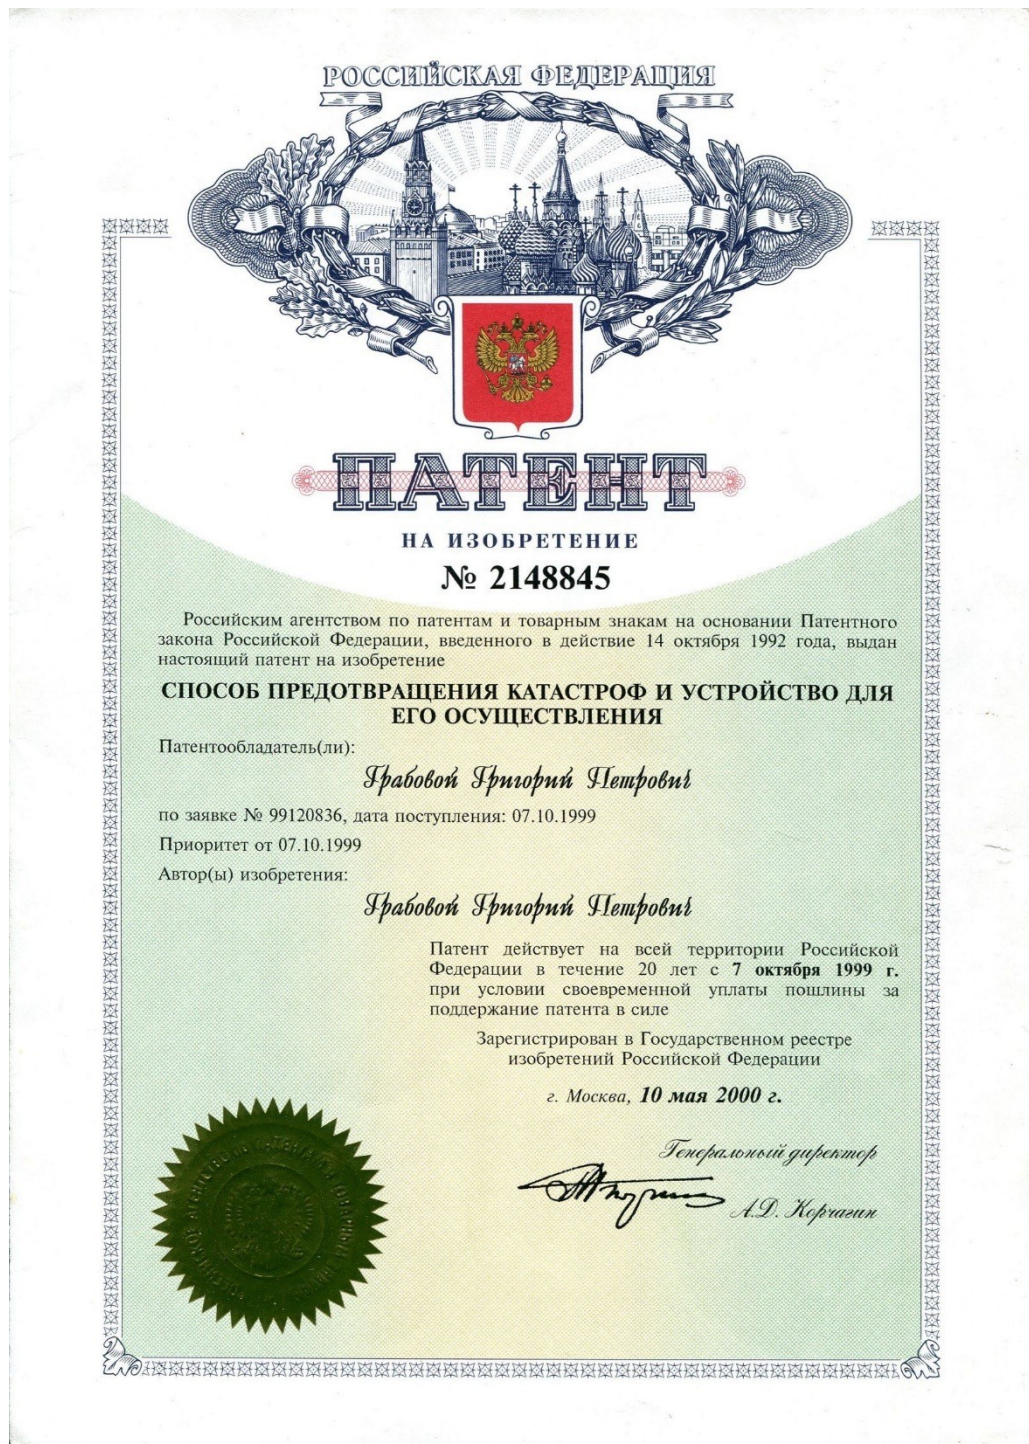 РОССИЙСКАЯ ФЕДЕРАЦИЯ
ПАТЕНТ
НА ИЗОБРЕТЕНИЕ
№ 2148845
Российским агентством по патентам и товарным знакам на основании Патентного
закона Российской Федерации, введенного в действие 14 октября 1992 года, выдан
настоящий патент на изобретение
СПОСОБ ПРЕДОТВРАЩЕНИЯ КАТАСТРОФ И УСТРОЙСТВО ДЛЯ
ЕГО ОСУЩЕСТВЛЕНИЯ
Патентообладатель(ли):
Грабовой Григорий Петрович
по заявке № 99120836, дата поступления: 07.10.1999
Приоритет от 07.10.1999
Автор(ы) изобретения:
Грабовой Григорий Петрович
Патент действует на всей территории Российской
Федерации в течение 20 лет с 7 октября 1999 г.
при условии своевременной уплаты пошлины за
поддержание патента в силе
Зарегистрирован в Государственном реестре
изобретений Российской Федерации
г. Москва, 10 мая 2000 г.
Генеральный директор
А.Д. Корчагин